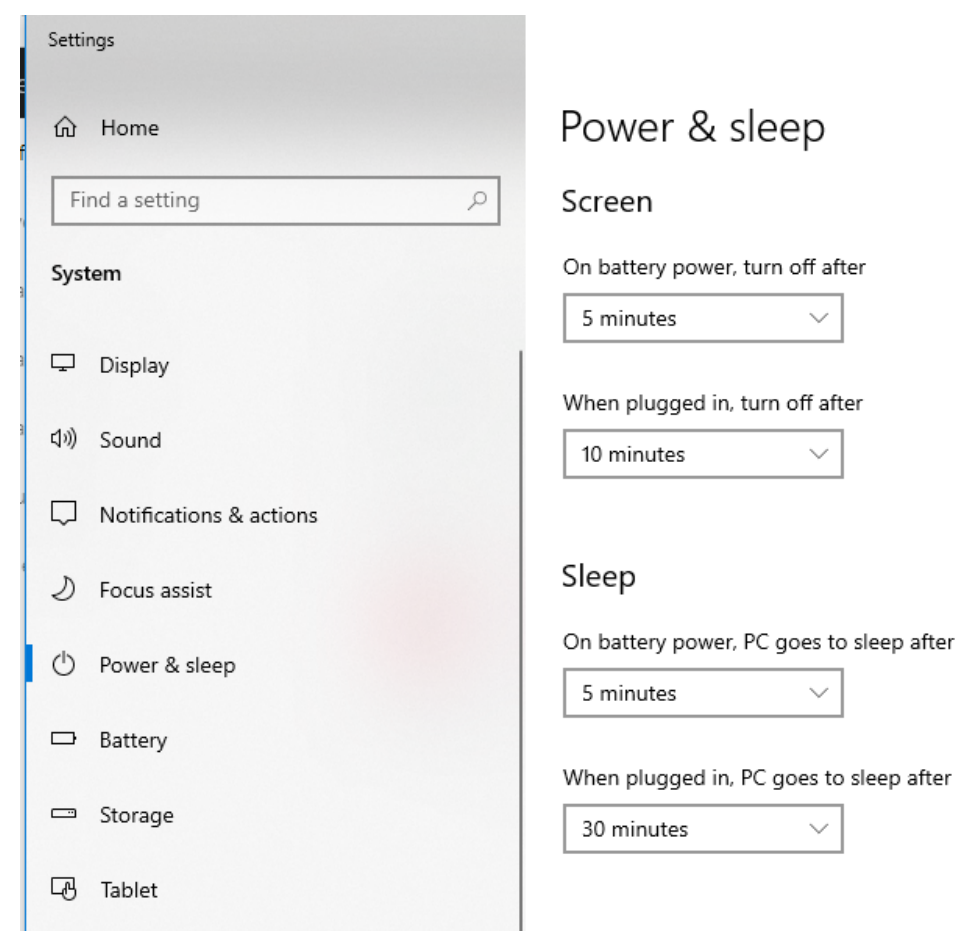 Settings
Home
Find a setting
System
Display
Sound
Notifications & actions
Focus assist
Power & sleep
Battery
Storage
Tablet
Power & sleep
Screen
On battery power, turn off after
5 minutes
When plugged in, turn off after
10 minutes
Sleep
On battery power, PC goes to sleep after
5 minutes
When plugged in, PC goes to sleep after
30 minutes